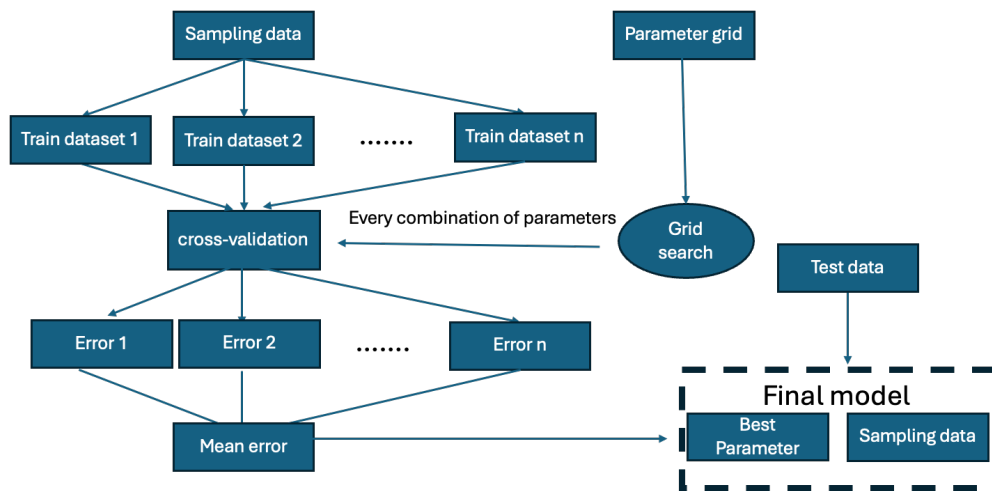 Sampling data
Parameter grid
Train dataset 1
Train dataset 2
.......
Train dataset n
Every combination of parameters
cross-validation
Grid
search
Test data
Error 1
Error 2
.......
Error n
Final model
Best
Parameter
Sampling data
Mean error